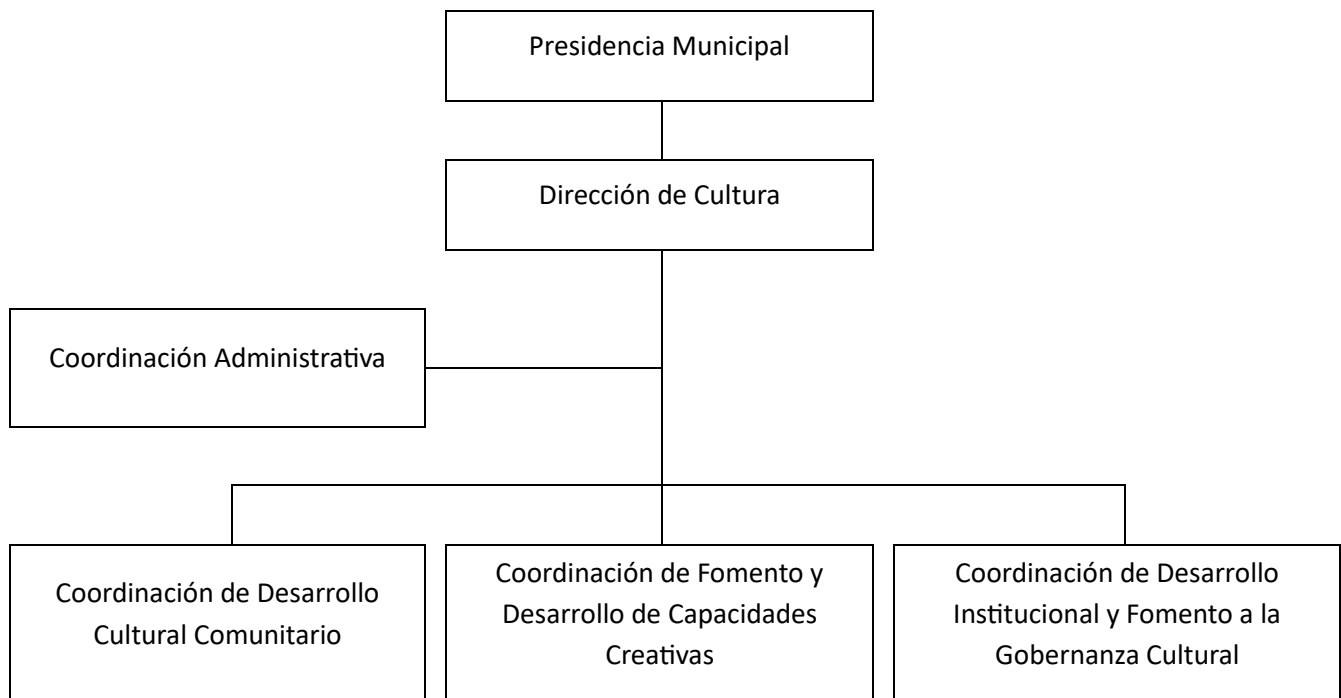 Presidencia Municipal
Dirección de Cultura
Coordinación Administrativa
Coordinación de Desarrollo
Cultural Comunitario
Coordinación de Fomento y
Desarrollo de Capacidades
Creativas
Coordinación de Desarrollo
Institucional y Fomento a la
Gobernanza Cultural